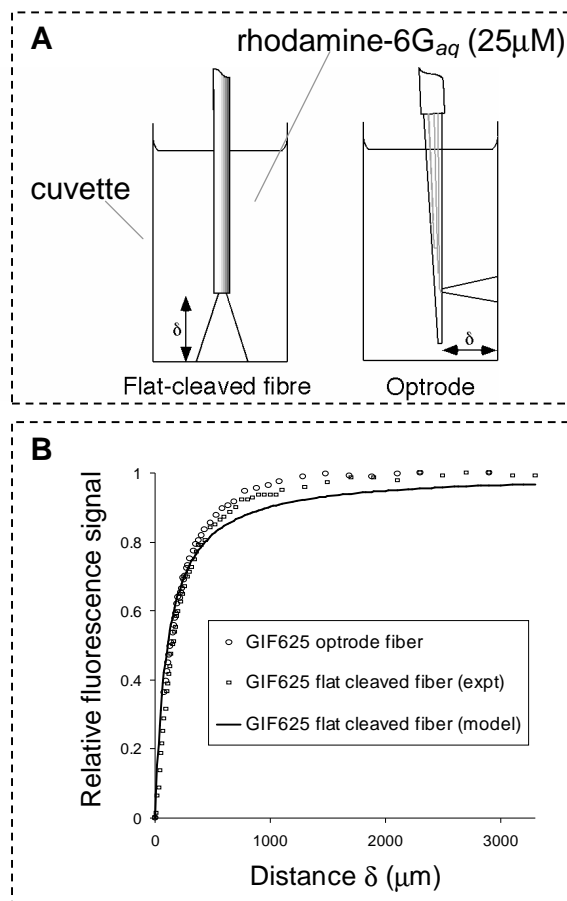 A
rhodamine-6Gaq (25μM)
cuvette
δ
δ
Flat-cleaved fibre
Optrode
B
Relative fluorescence signal
1
0.8
0.6
0.4
0.2
0
GIF625 optrode fiber
GIF625 flat cleaved fiber (expt)
GIF625 flat cleaved fiber (model)
0
1000
2000
3000
Distance δ (μm)